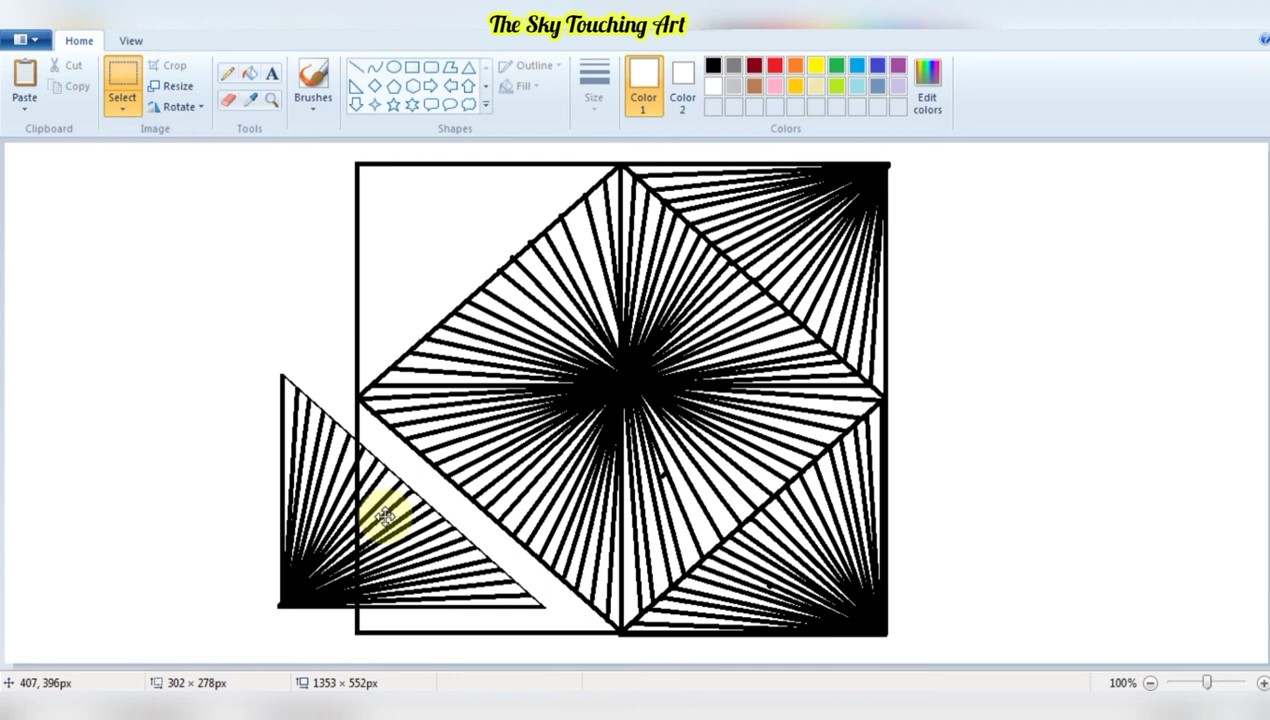 The Sky Touching Art
Home View
Paste
Cut
Copy
Clipboard
Select
Crop
Resize
Rotate
Image
A
Tools
Brushes
Shapes
Outline
Fill
Size
Color
1
Color
2
Edit
colors
Colors
407, 396px
302 × 278px
1353 × 552px
100%